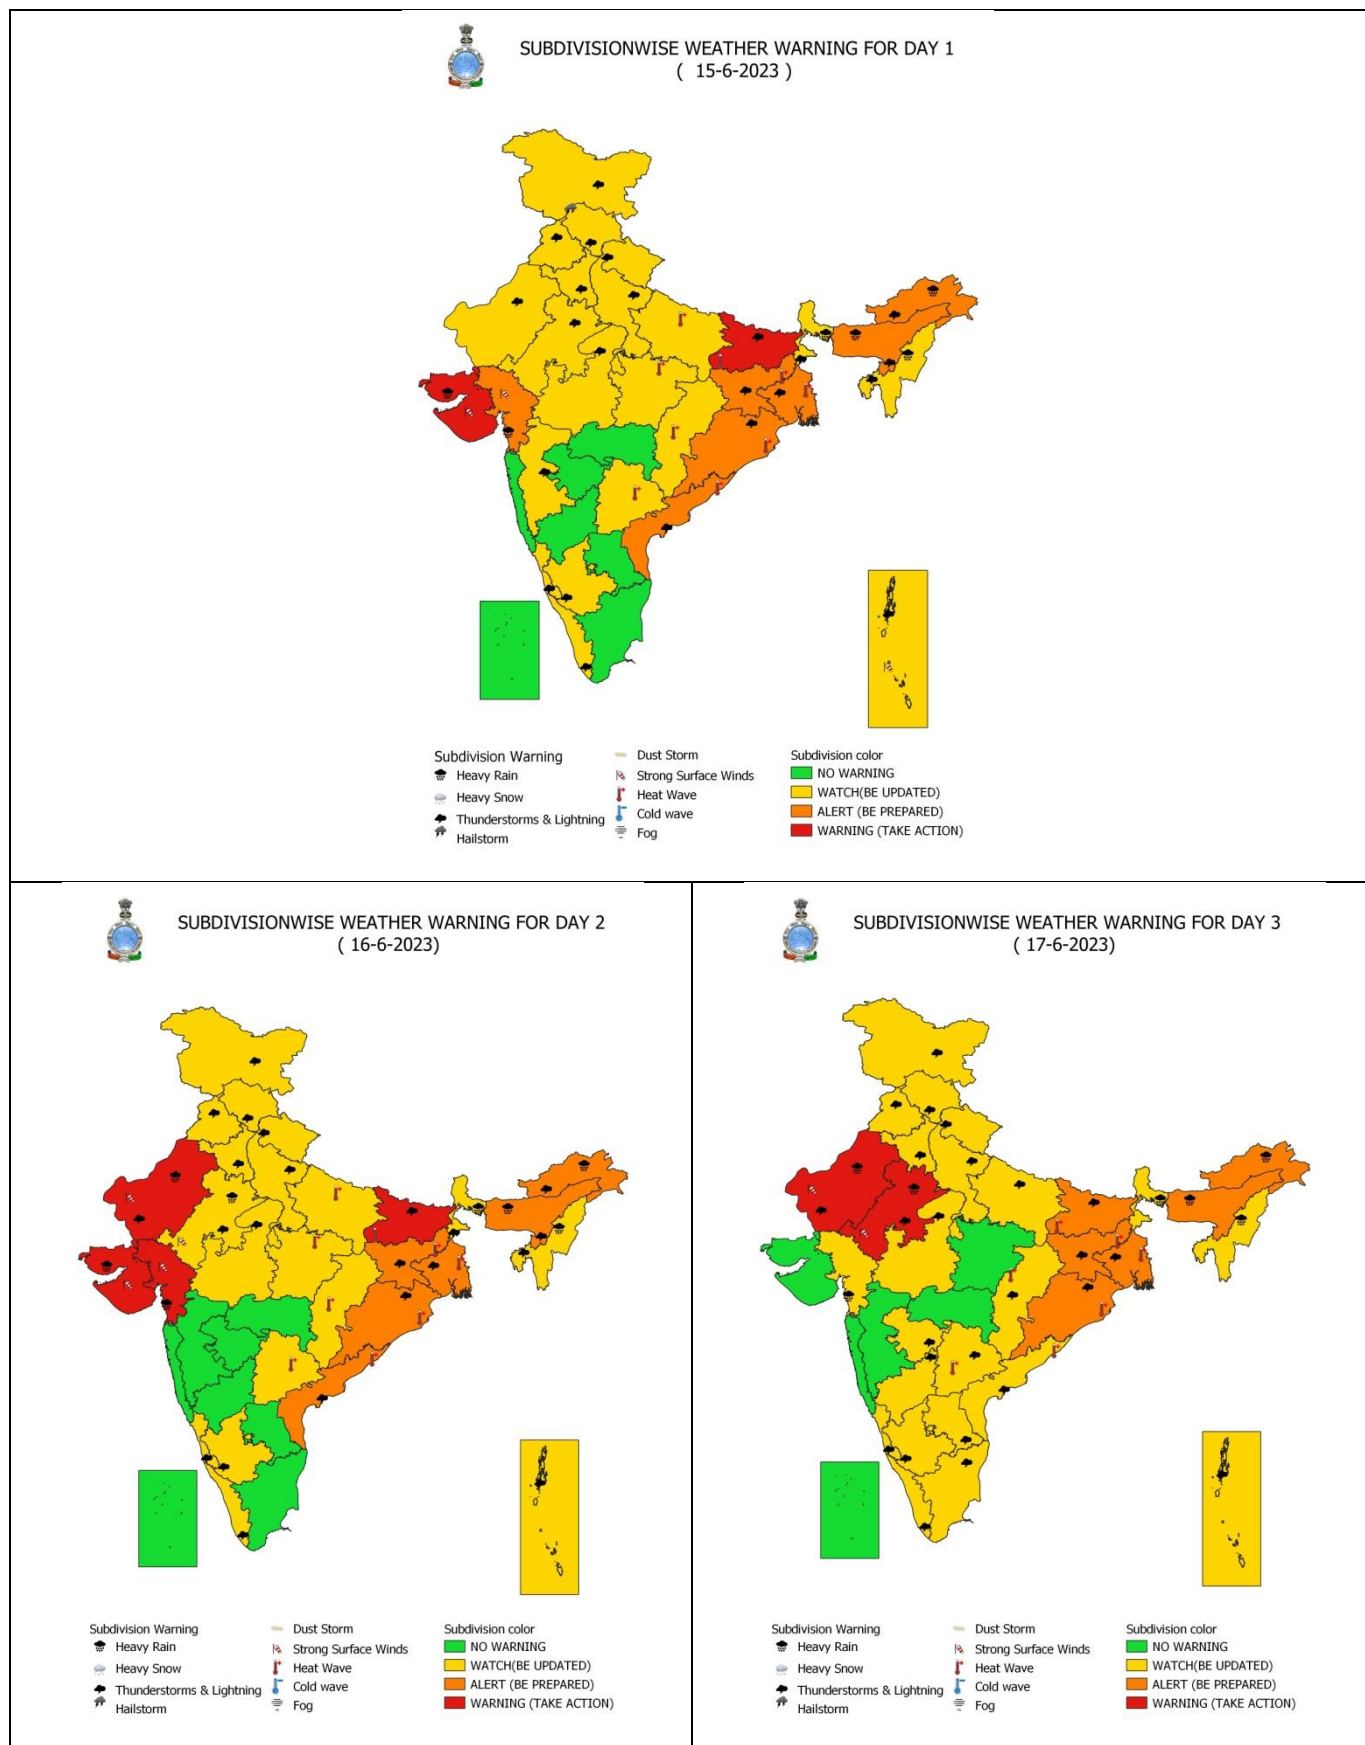 SUBDIVISIONWISE WEATHER WARNING FOR DAY 1
( 15-6-2023 )
Subdivision Warning
Heavy Rain
Heavy Snow
Thunderstorms & Lightning
Hailstorm
Dust Storm
Strong Surface Winds
Heat Wave
Cold wave
Fog
Subdivision color
NO WARNING
WATCH(BE UPDATED)
ALERT (BE PREPARED)
WARNING (TAKE ACTION)
SUBDIVISIONWISE WEATHER WARNING FOR DAY 2
( 16-6-2023)
Subdivision Warning
Heavy Rain
Heavy Snow
Thunderstorms & Lightning
Hailstorm
Dust Storm
Strong Surface Winds
Heat Wave
Cold wave
Fog
Subdivision color
NO WARNING
WATCH(BE UPDATED)
ALERT (BE PREPARED)
WARNING (TAKE ACTION)
SUBDIVISIONWISE WEATHER WARNING FOR DAY 3
( 17-6-2023)
Subdivision Warning
Heavy Rain
Heavy Snow
Thunderstorms & Lightning
Hailstorm
Dust Storm
Strong Surface Winds
Heat Wave
Cold wave
Fog
Subdivision color
NO WARNING
WATCH(BE UPDATED)
ALERT (BE PREPARED)
WARNING (TAKE ACTION)